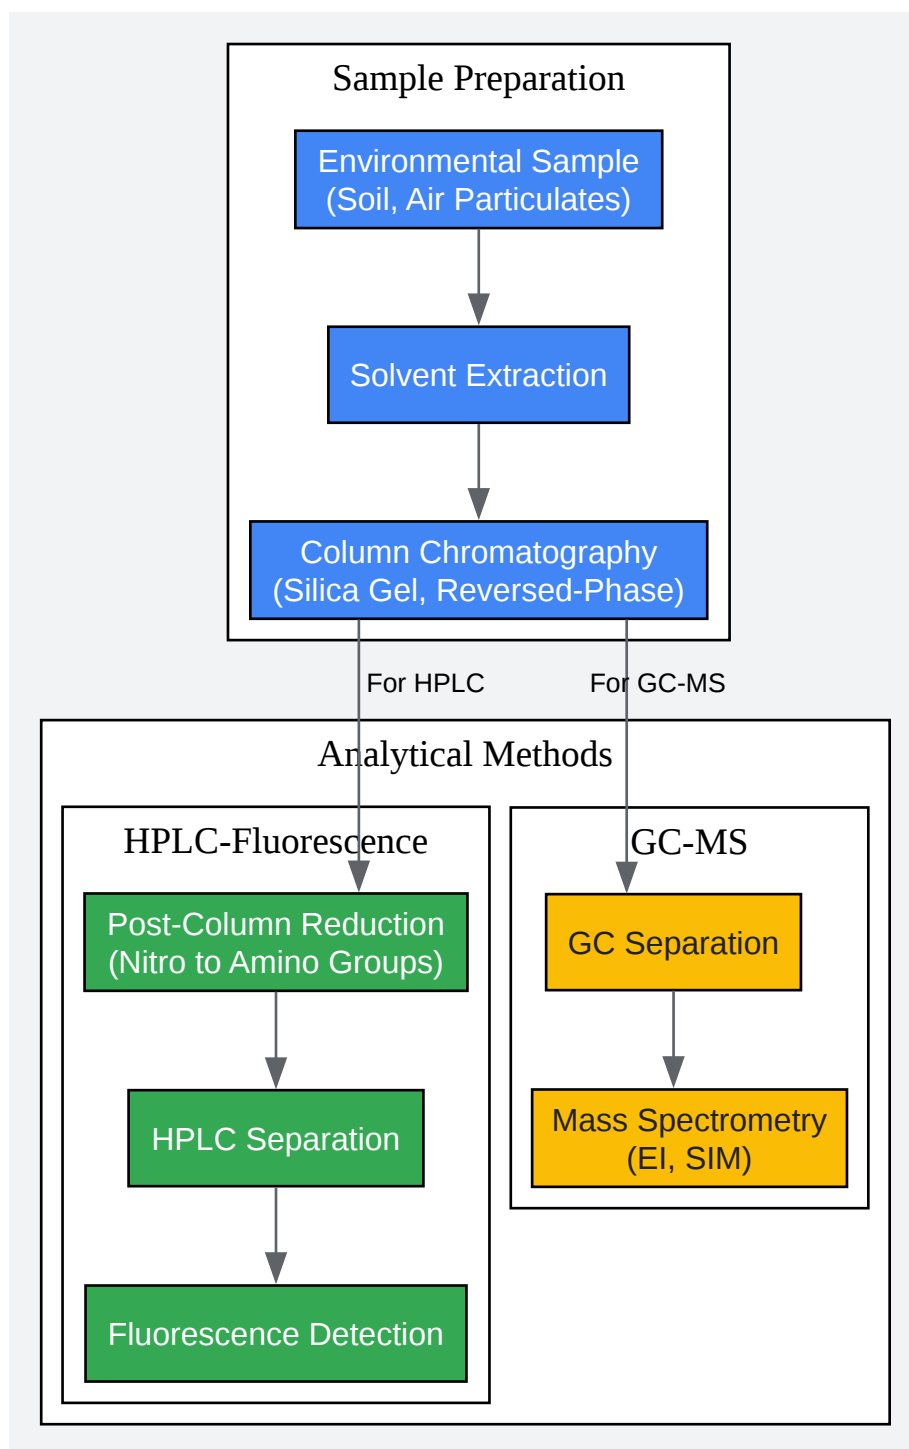 Sample Preparation
Environmental Sample
(Soil, Air Particulates)
Solvent Extraction
Column Chromatography
(Silica Gel, Reversed-Phase)
For HPLC
For GC-MS
Analytical Methods
HPLC-Fluorescence
Post-Column Reduction
(Nitro to Amino Groups)
HPLC Separation
Fluorescence Detection
GC-MS
GC Separation
Mass Spectrometry
(EI, SIM)